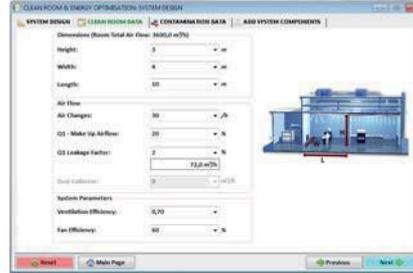 CLEAN ROOM & ENERGY OPTIMISATION: SYSTEM DESIGN
SYSTEM DESIGN CLEAN ROOM DATA CONTAMINATION DATA ADD SYSTEM COMPONENTS
Dimensions (Room Total Air Flow: 3600,0 m³/h)
Height: 3 m
Width: 4 m
Length: 10 m
Air Flow
Air Changes: 30 /h
Q1 - Make Up Airflow: 20 %
Q3 Leakage Factor: 2 %
72,0 m³/h
Dust Collector: 0 m³/h
System Parameters
Ventilation Efficiency: 0,70
Fan Efficiency: 60 %
H
L
Reset Main Page Previous Next